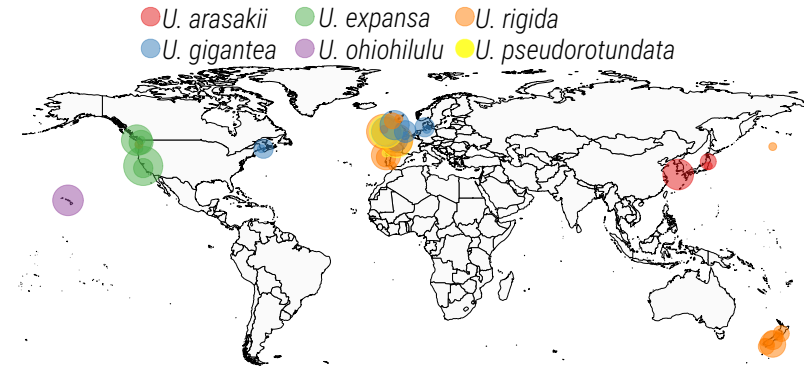 U. arasakii U. expansa U. rigida
U. gigantea U. ohiohilulu U. pseudorotundata